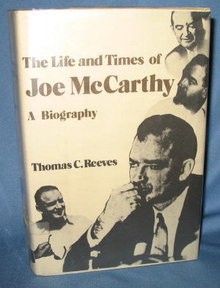 The Life and Times of
Joe McCarthy
A Biography
Thomas C. Reeves